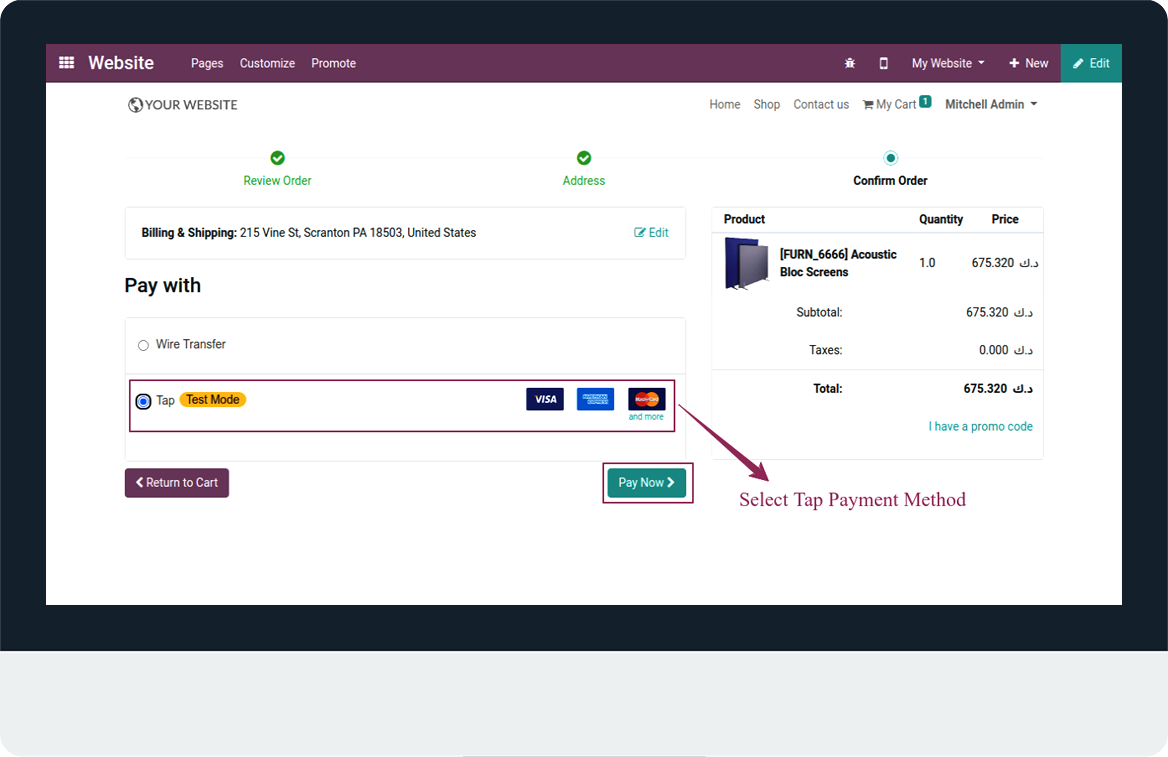 Website
Pages Customize Promote
My Website
New
Edit
YOUR WEBSITE
Home Shop Contact us My Cart 1 Mitchell Admin
Review Order
Address
Confirm Order
Billing & Shipping: 215 Vine St, Scranton PA 18503, United States
Edit
Pay with
Wire Transfer
Tap Test Mode
VISA
AMERICAN EXPRESS
MasterCard
and more
Return to Cart
Pay Now
Product Quantity Price
[FURN_6666] Acoustic
Bloc Screens
1.0
675.320 د.ك
Subtotal: 675.320 د.ك
Taxes: 0.000 د.ك
Total: 675.320 د.ك
I have a promo code
Select Tap Payment Method